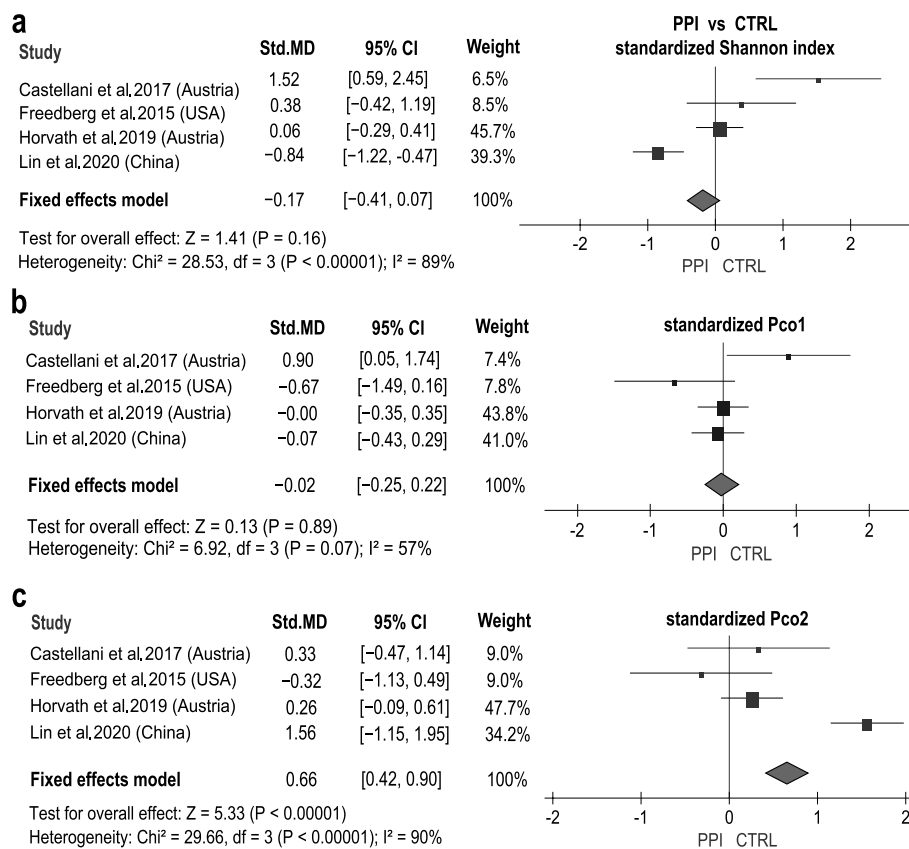 a
PPI vs CTRL
Study Std.MD 95% CI Weight standardized Shannon index
Castellani et al.2017 (Austria) 1.52 [0.59, 2.45] 6.5%
Freedberg et al.2015 (USA) 0.38 [−0.42, 1.19] 8.5%
Horvath et al.2019 (Austria) 0.06 [−0.29, 0.41] 45.7%
Lin et al.2020 (China) −0.84 [−1.22, -0.47] 39.3%
Fixed effects model −0.17 [−0.41, 0.07] 100%
Test for overall effect: Z = 1.41 (P = 0.16)
Heterogeneity: Chi² = 28.53, df = 3 (P < 0.00001); I² = 89%
-2 -1 0 1 2
PPI CTRL
b
Study Std.MD 95% CI Weight standardized Pco1
Castellani et al.2017 (Austria) 0.90 [0.05, 1.74] 7.4%
Freedberg et al.2015 (USA) −0.67 [−1.49, 0.16] 7.8%
Horvath et al.2019 (Austria) −0.00 [−0.35, 0.35] 43.8%
Lin et al.2020 (China) −0.07 [−0.43, 0.29] 41.0%
Fixed effects model −0.02 [−0.25, 0.22] 100%
Test for overall effect: Z = 0.13 (P = 0.89)
Heterogeneity: Chi² = 6.92, df = 3 (P = 0.07); I² = 57%
-2 -1 0 1 2
PPI CTRL
c
Study Std.MD 95% CI Weight standardized Pco2
Castellani et al.2017 (Austria) 0.33 [−0.47, 1.14] 9.0%
Freedberg et al.2015 (USA) −0.32 [−1.13, 0.49] 9.0%
Horvath et al.2019 (Austria) 0.26 [−0.09, 0.61] 47.7%
Lin et al.2020 (China) 1.56 [−1.15, 1.95] 34.2%
Fixed effects model 0.66 [0.42, 0.90] 100%
Test for overall effect: Z = 5.33 (P < 0.00001)
Heterogeneity: Chi² = 29.66, df = 3 (P < 0.00001); I² = 90%
-2 -1 0 1 2
PPI CTRL